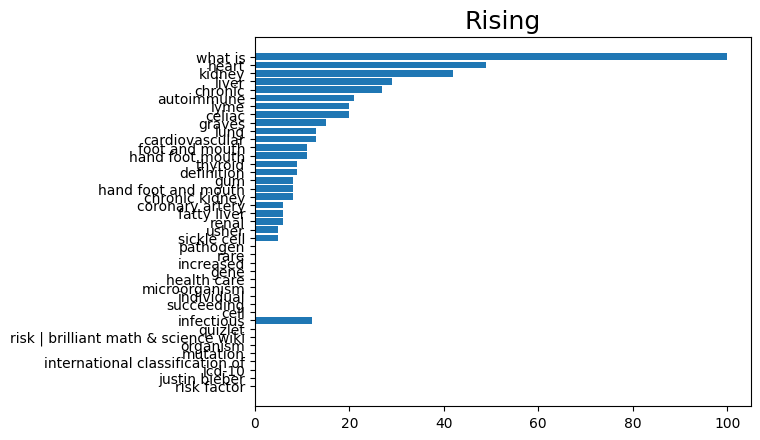 Rising
what is
heart
kidney
liver
chronic
autoimmune
lyme
celiac
graves
lung
cardiovascular
foot and mouth
hand foot mouth
thyroid
definition
gum
hand foot and mouth
chronic kidney
coronary artery
fatty liver
renal
usher
sickle cell
pathogen
rare
increased
gene
health care
microorganism
individual
succeeding
cell
infectious
quizlet
risk | brilliant math & science wiki
organism
mutation
international classification of
icd-10
justin bieber
risk factor
0 20 40 60 80 100